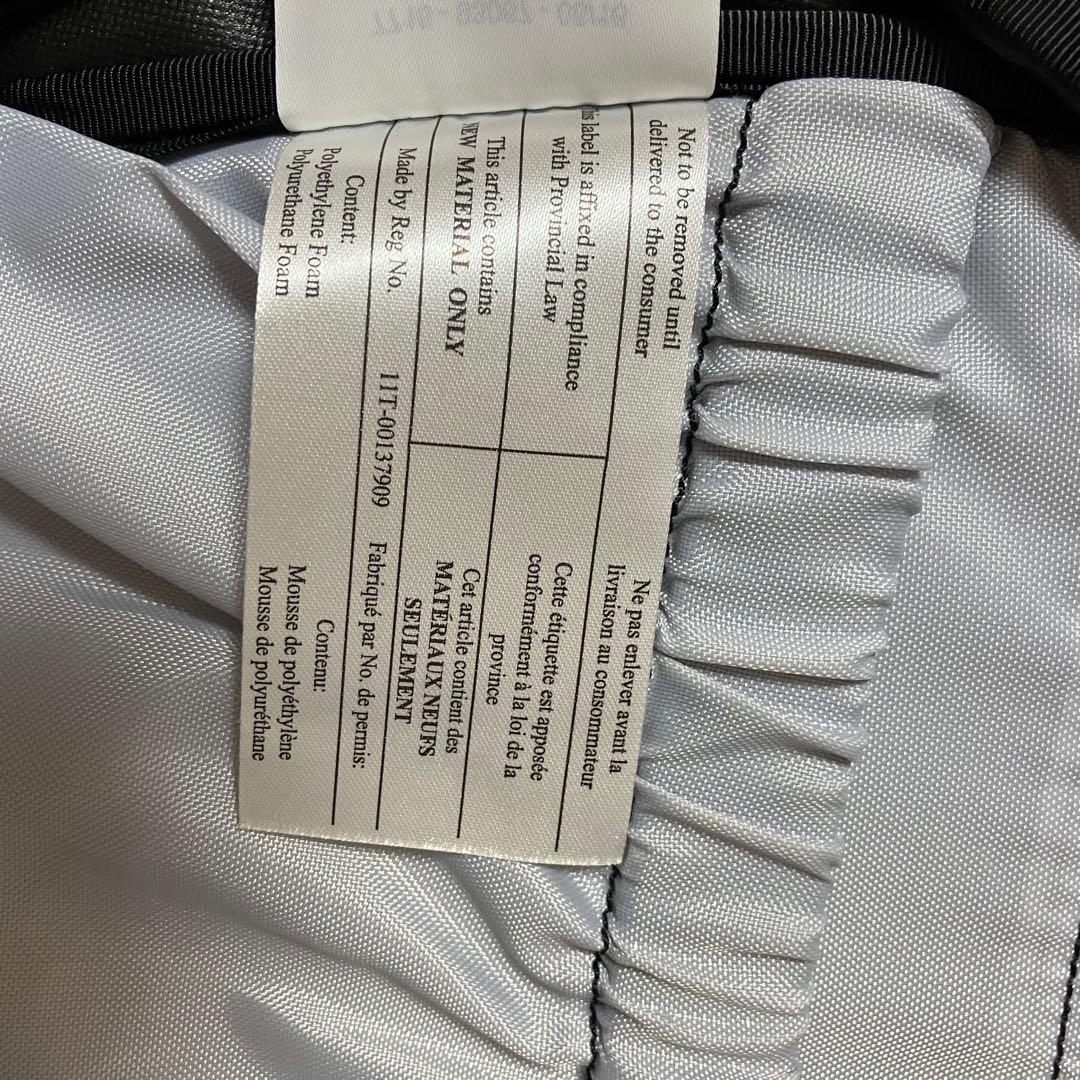 Not to be removed until
delivered to the consumer
Ne pas enlever avant la
livraison au consommateur
is label is affixed in compliance
with Provincial Law
Cette étiquette est apposée
conformément à la loi de la
province
This article contains
NEW MATERIAL ONLY
Cet article contient des
MATÉRIAUX NEUFS
SEULEMENT
Made by Reg No. 11T-00137909 Fabriqué par No. de permis:
Content:
Polyethylene Foam
Polyurethane Foam
Contenu:
Mousse de polyéthylène
Mousse de polyuréthane